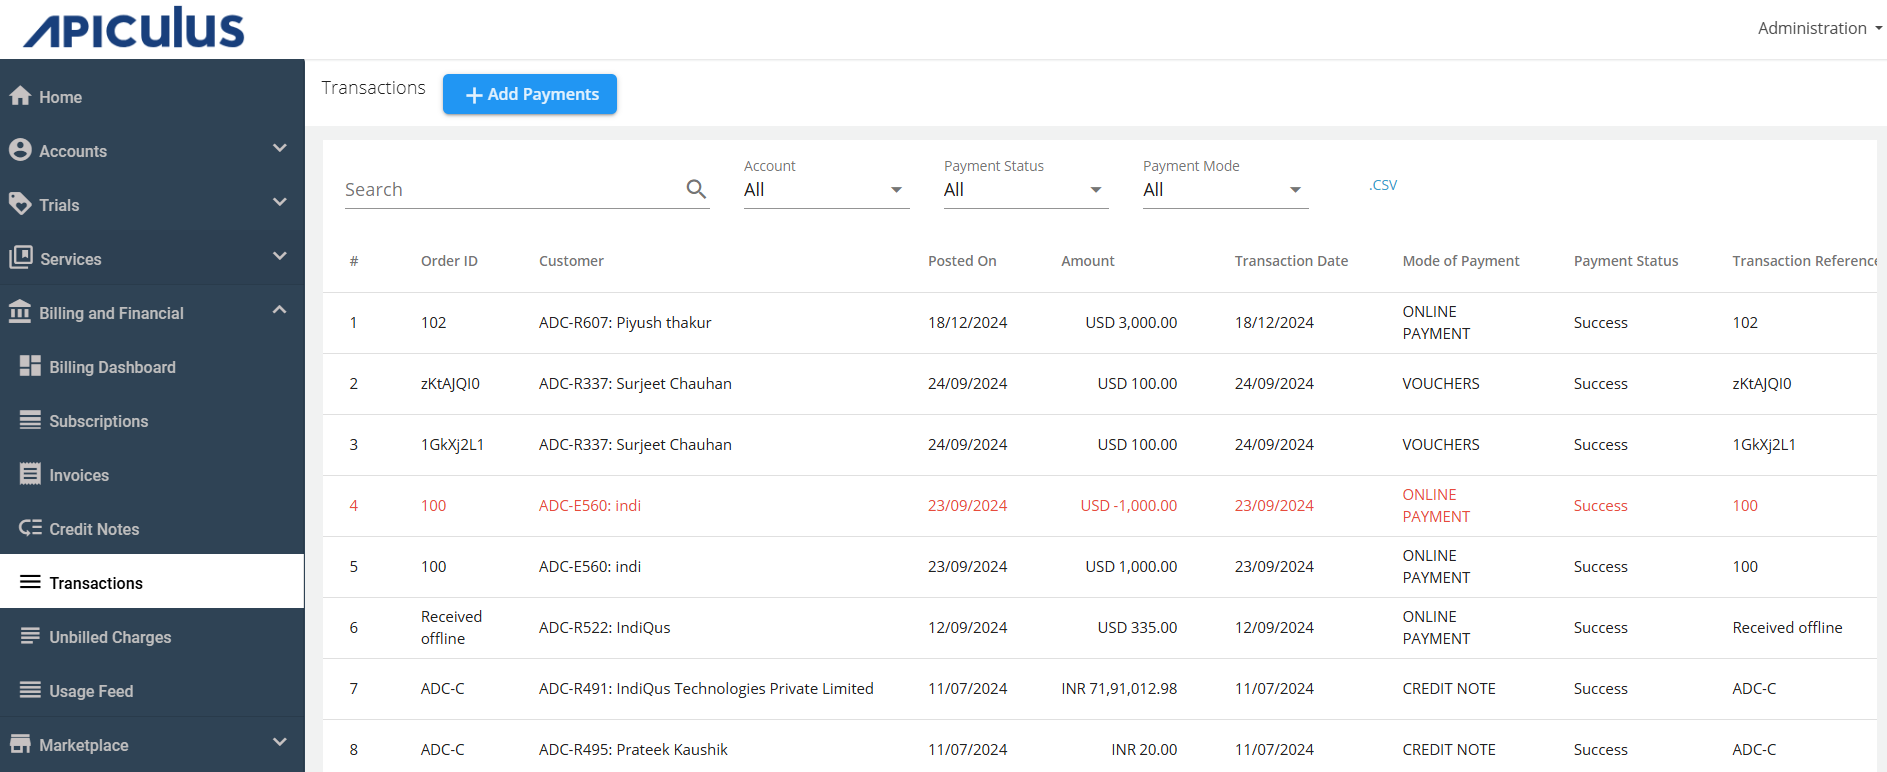 APICULUS
Administration
Home
Accounts
Trials
Services
Billing and Financial
Billing Dashboard
Subscriptions
Invoices
Credit Notes
Transactions
Unbilled Charges
Usage Feed
Marketplace
Transactions
Add Payments
Search
Account
All
Payment Status
All
Payment Mode
All
.CSV
# Order ID Customer Posted On Amount Transaction Date Mode of Payment Payment Status Transaction Reference
1 102 ADC-R607: Piyush thakur 18/12/2024 USD 3,000.00 18/12/2024 ONLINE PAYMENT Success 102
2 zKtAJQI0 ADC-R337: Surjeet Chauhan 24/09/2024 USD 100.00 24/09/2024 VOUCHERS Success zKtAJQI0
3 1GkXj2L1 ADC-R337: Surjeet Chauhan 24/09/2024 USD 100.00 24/09/2024 VOUCHERS Success 1GkXj2L1
4 100 ADC-E560: indi 23/09/2024 USD -1,000.00 23/09/2024 ONLINE PAYMENT Success 100
5 100 ADC-E560: indi 23/09/2024 USD 1,000.00 23/09/2024 ONLINE PAYMENT Success 100
6 Received offline ADC-R522: IndiQus 12/09/2024 USD 335.00 12/09/2024 ONLINE PAYMENT Success Received offline
7 ADC-C ADC-R491: IndiQus Technologies Private Limited 11/07/2024 INR 71,91,012.98 11/07/2024 CREDIT NOTE Success ADC-C
8 ADC-C ADC-R495: Prateek Kaushik 11/07/2024 INR 20.00 11/07/2024 CREDIT NOTE Success ADC-C